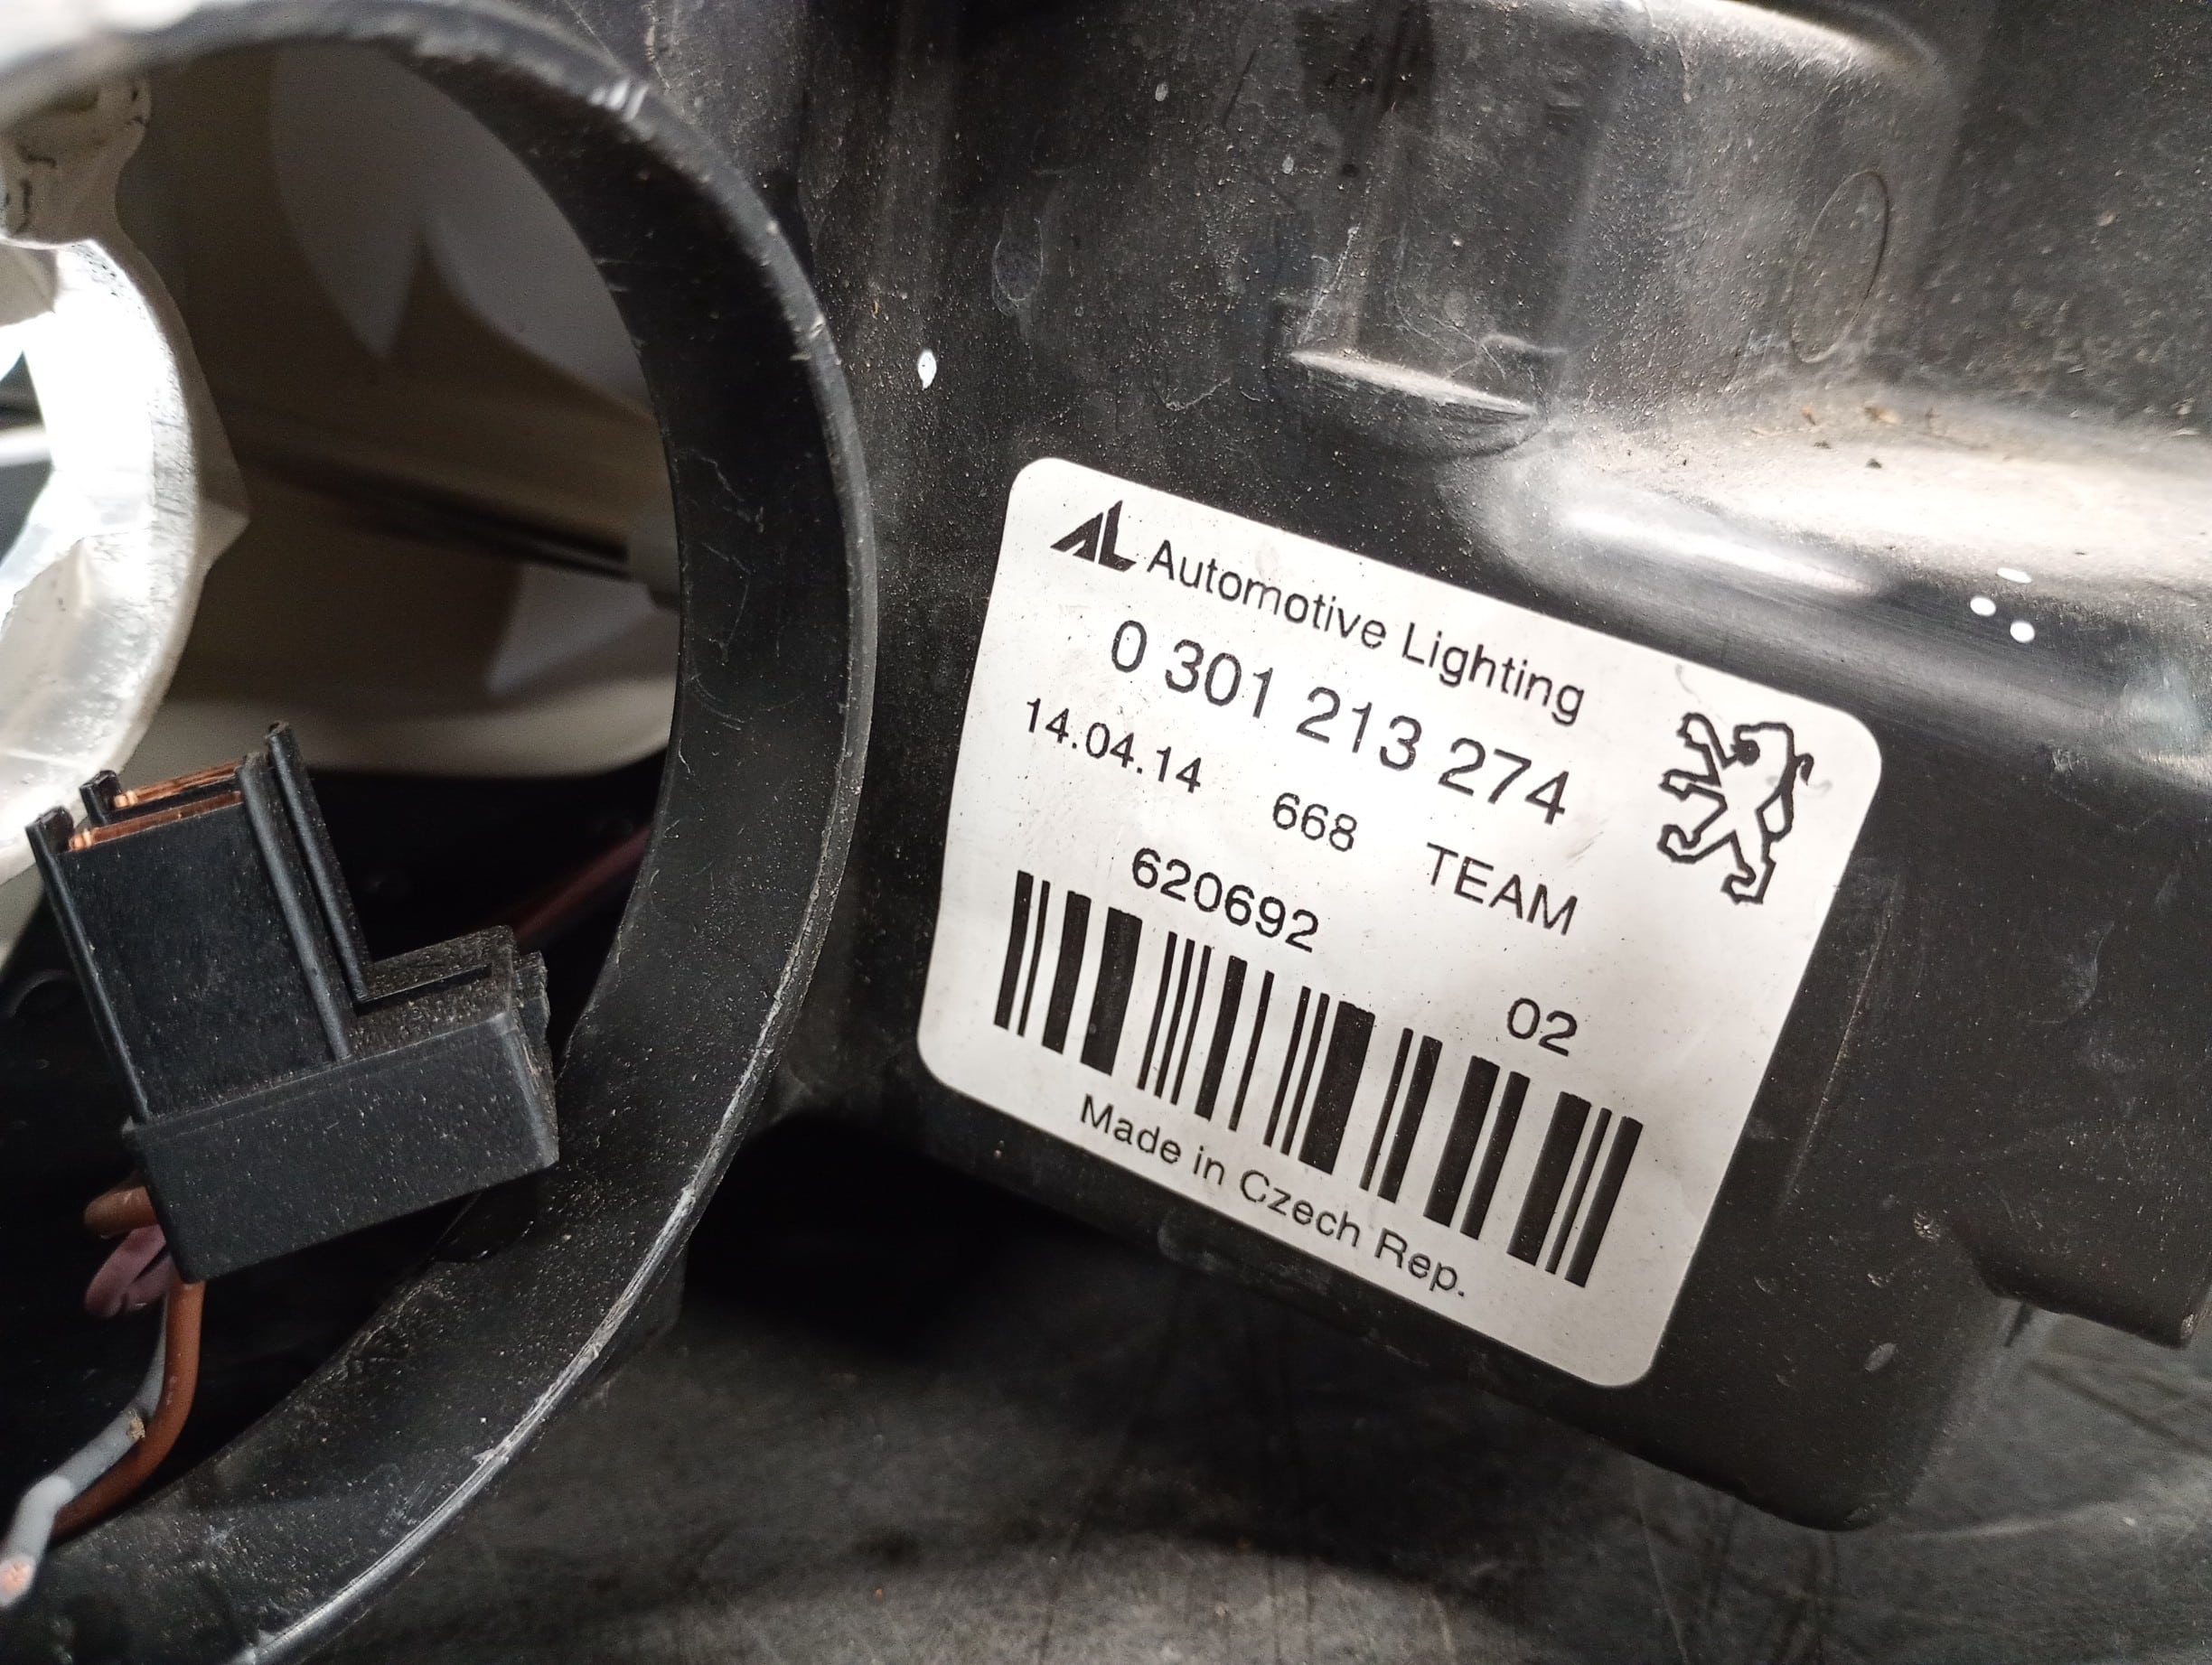 AL Automotive Lighting
0 301 213 274
14.04.14 668 TEAM
620692
02
Made in Czech Rep.